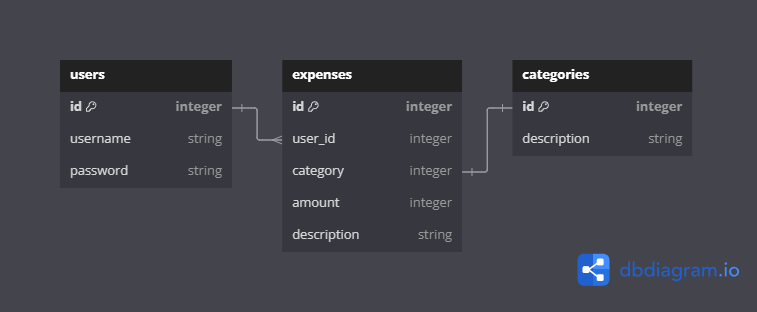 users
id integer
username string
password string
expenses
id integer
user_id integer
category integer
amount integer
description string
categories
id integer
description string
dbdiagram.io